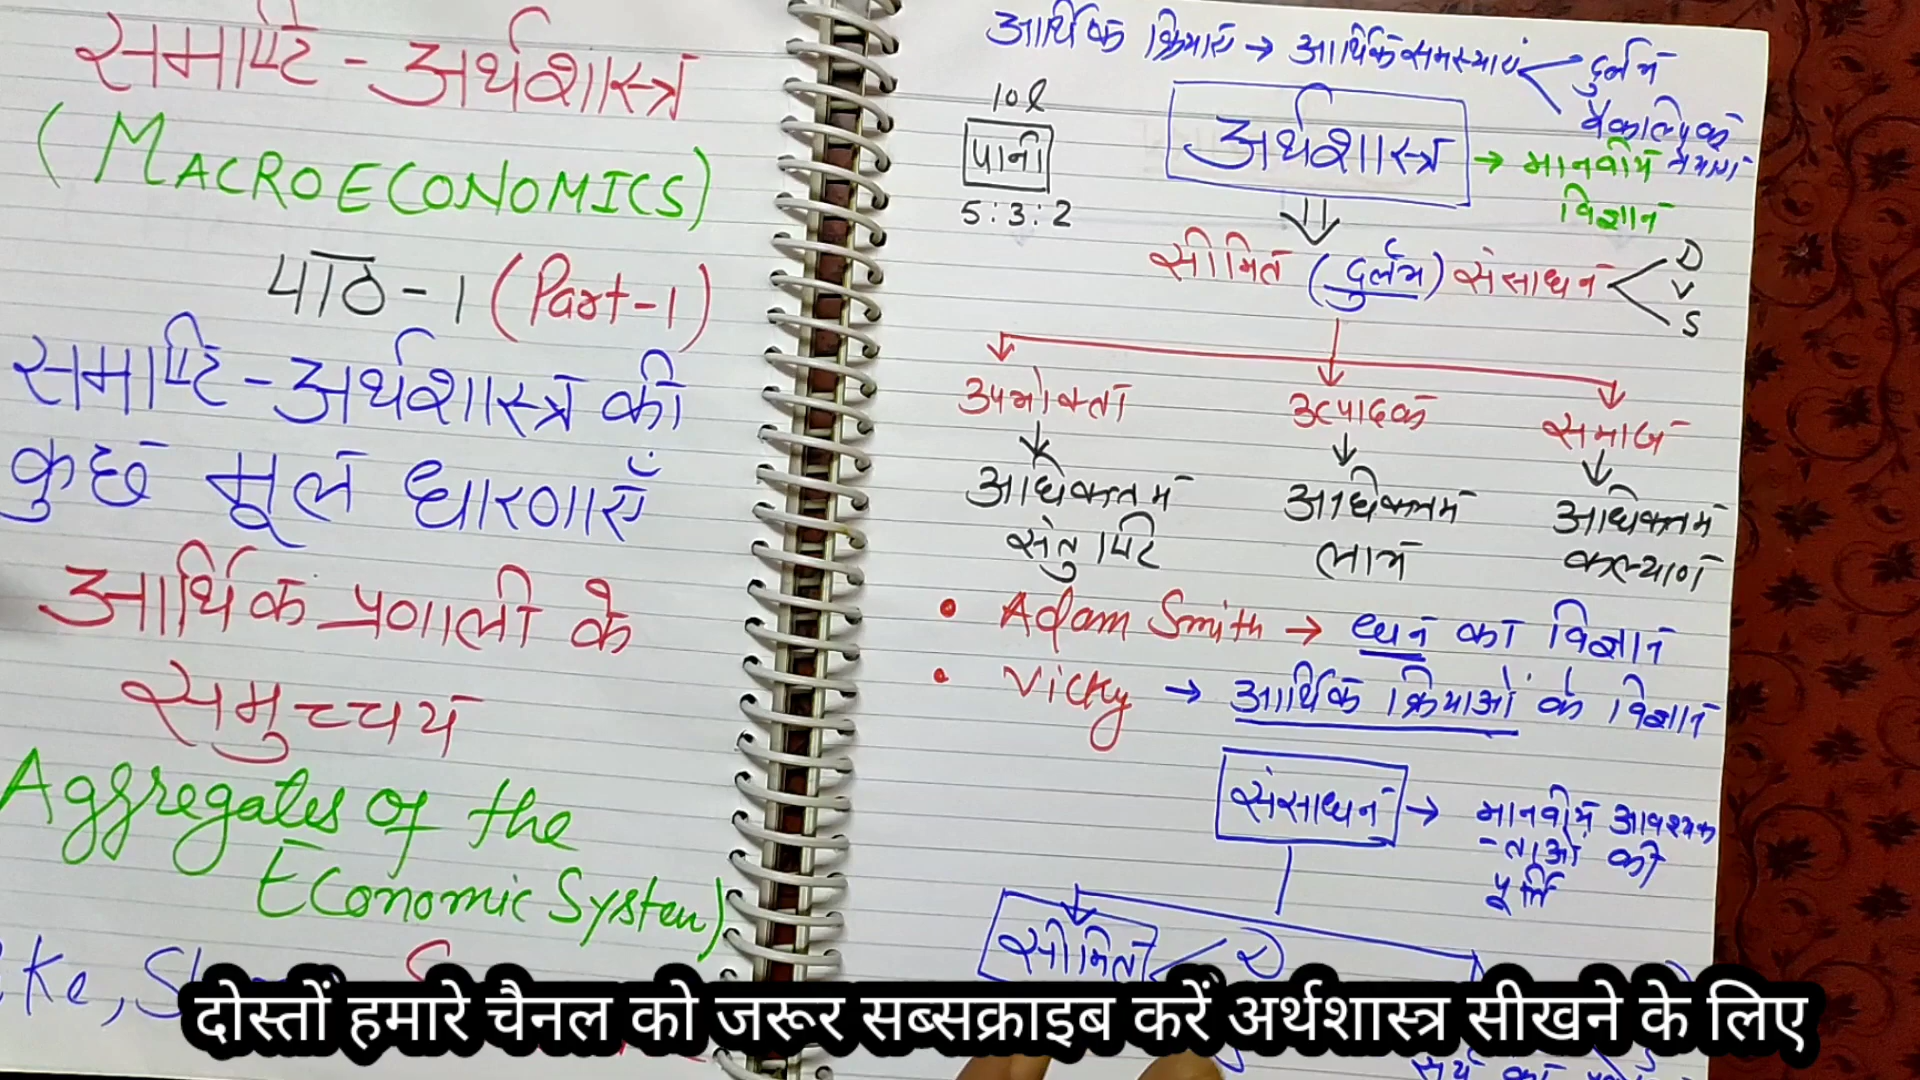 समष्टि - अर्थशास्त्र
(MACROECONOMICS)
पाठ - 1 (Part-1)
समष्टि - अर्थशास्त्र की
कुछ मूल धारणाएँ
आर्थिक प्रणाली के
समुच्चय
Aggregates of the
Economic System)
आर्थिक क्रियाएं → आर्थिक समस्याएं
दुर्लभ
वैकल्पिक
10l
पानी
5:3:2
अर्थशास्त्र → मानवीय
विज्ञान
सीमित (दुर्लभ) संसाधन
D
V
S
उपभोक्ता
उत्पादक
समाज
अधिकतम
संतुष्टि
अधिकतम
लाभ
अधिकतम
कल्याण
• Adam Smith → धन का विज्ञान
• Vicky → आर्थिक क्रियाओं के विज्ञान
संसाधन → मानवीय आवश्यक
-ताओं की
पूर्ति
सीमित
दोस्तों हमारे चैनल को जरूर सब्सक्राइब करें अर्थशास्त्र सीखने के लिए